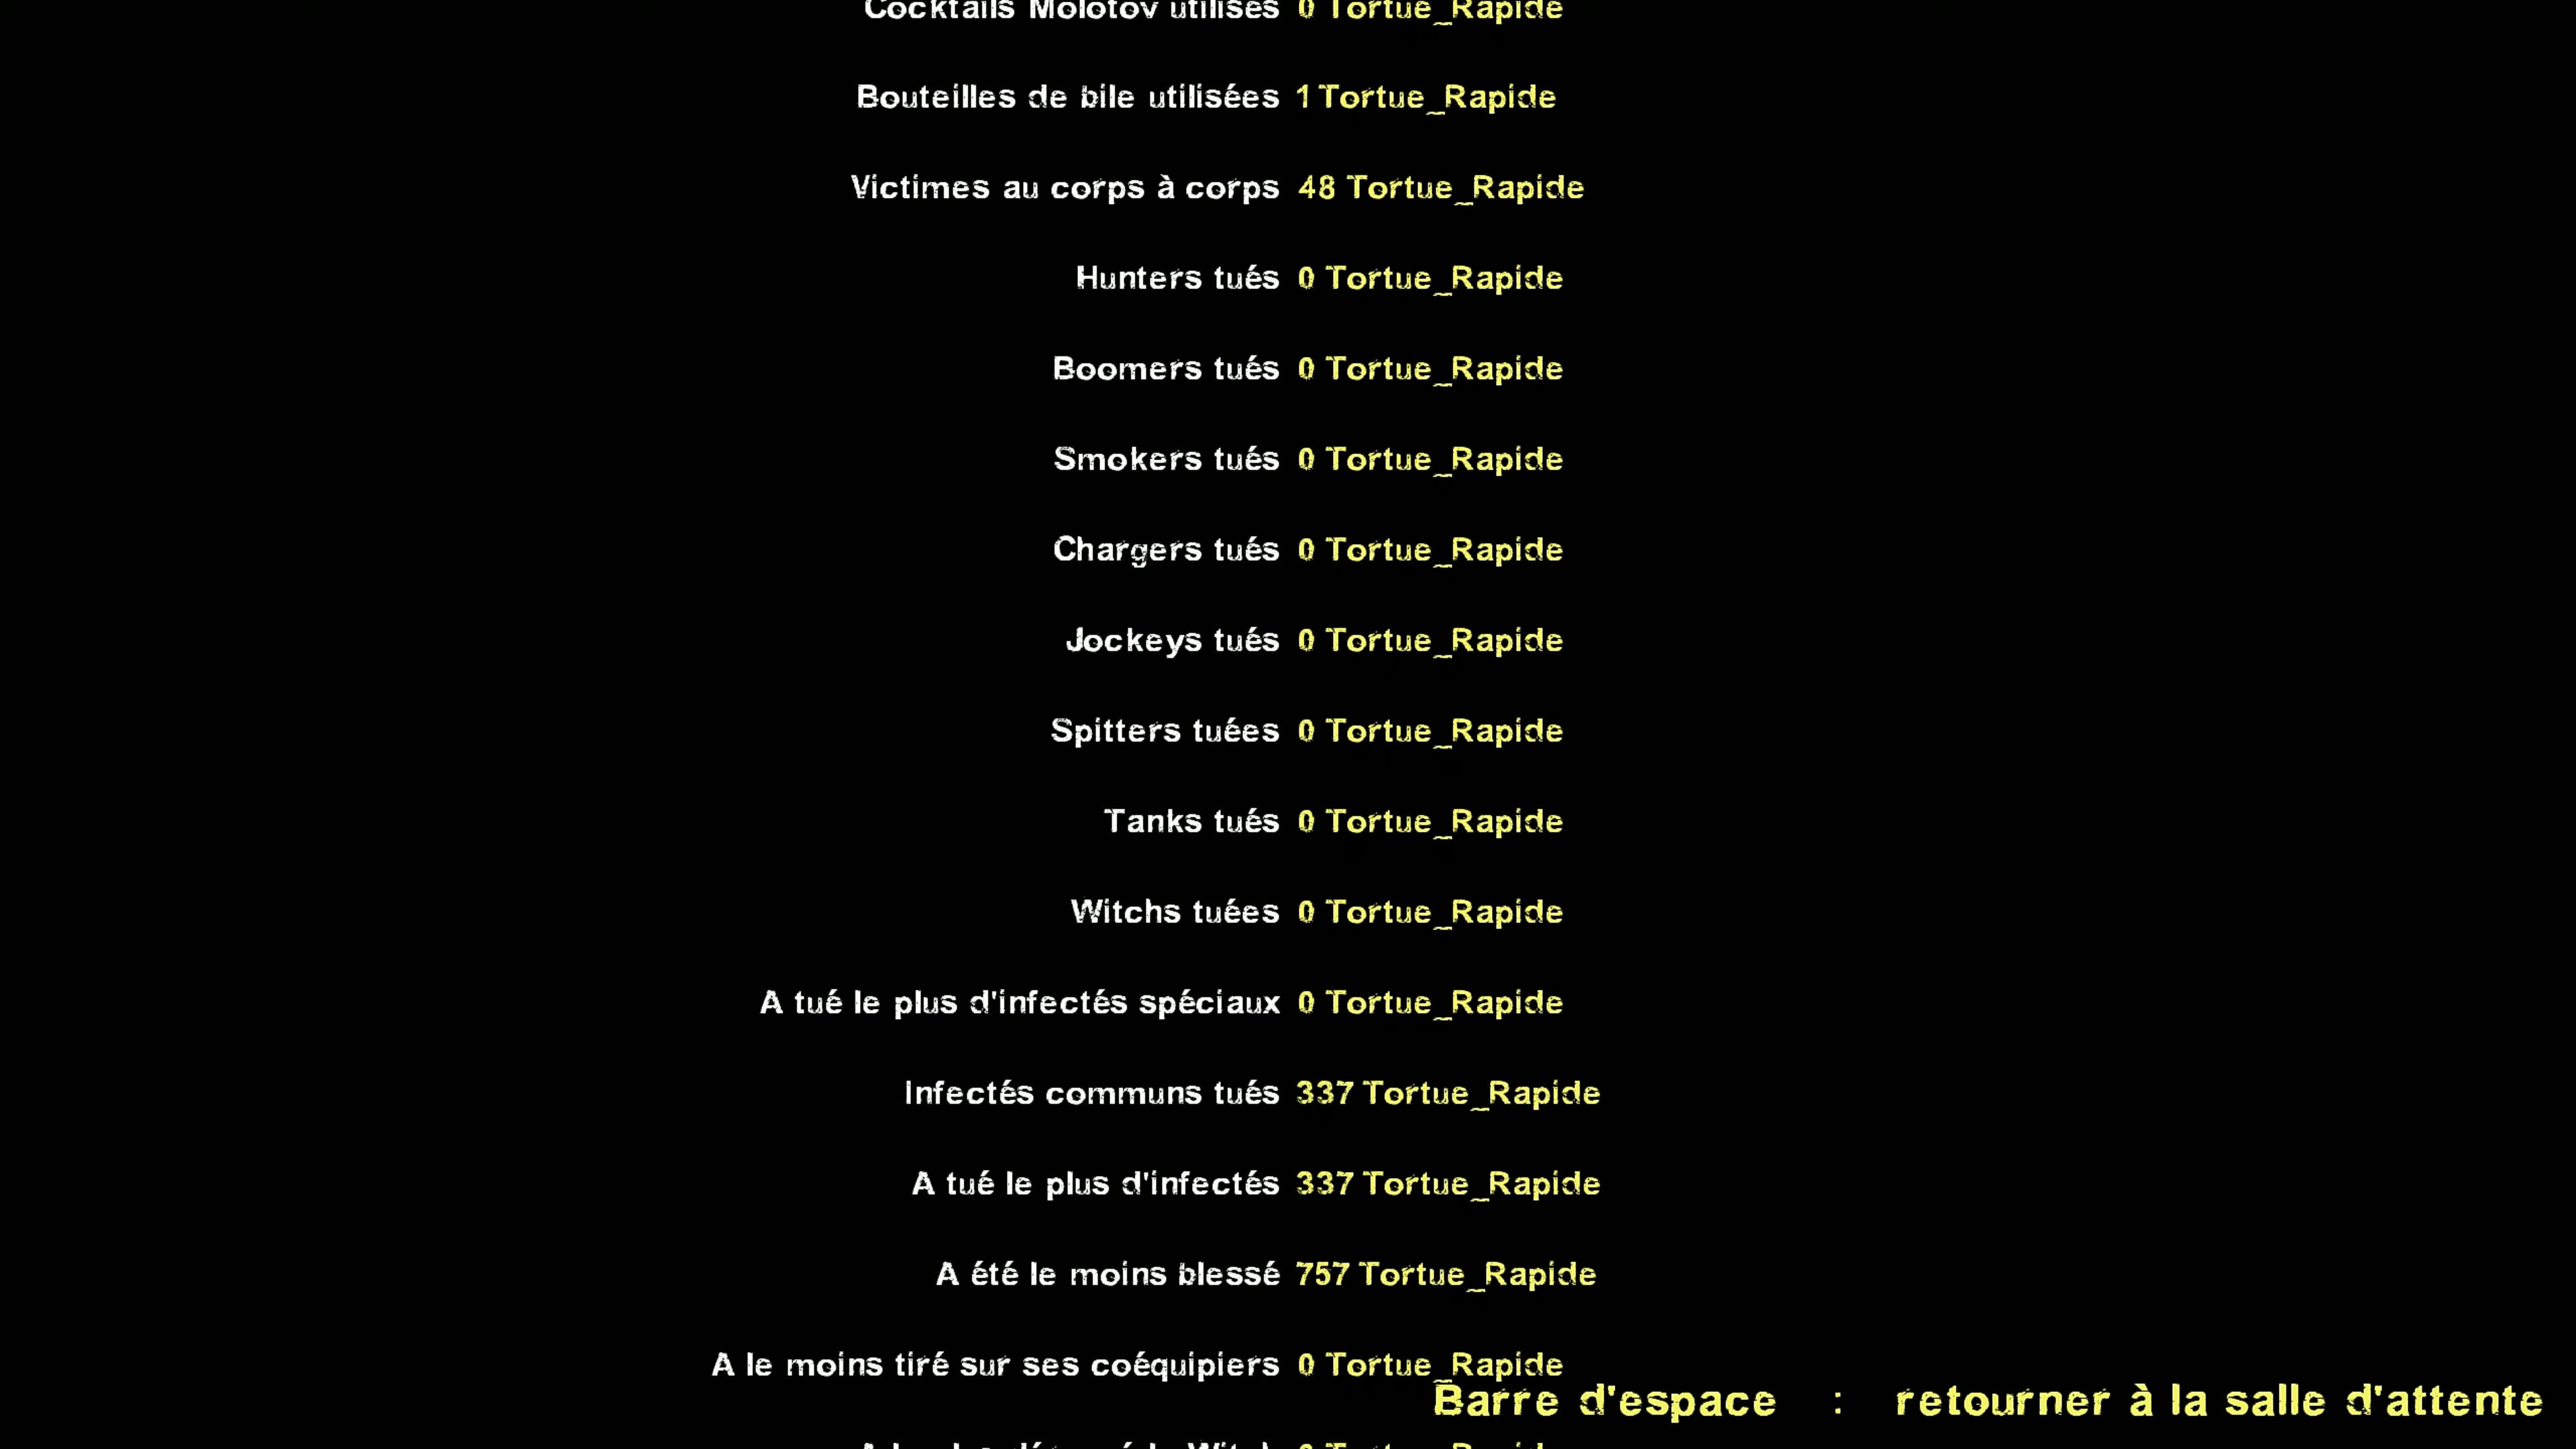 Cocktails Molotov utilisés 0 Tortue_Rapide
Bouteilles de bile utilisées 1 Tortue_Rapide
Victimes au corps à corps 48 Tortue_Rapide
Hunters tués 0 Tortue_Rapide
Boomers tués 0 Tortue_Rapide
Smokers tués 0 Tortue_Rapide
Chargers tués 0 Tortue_Rapide
Jockeys tués 0 Tortue_Rapide
Spitters tuées 0 Tortue_Rapide
Tanks tués 0 Tortue_Rapide
Witchs tuées 0 Tortue_Rapide
A tué le plus d'infectés spéciaux 0 Tortue_Rapide
Infectés communs tués 337 Tortue_Rapide
A tué le plus d'infectés 337 Tortue_Rapide
A été le moins blessé 757 Tortue_Rapide
A le moins tiré sur ses coéquipiers 0 Tortue_Rapide
Barre d'espace : retourner à la salle d'attente